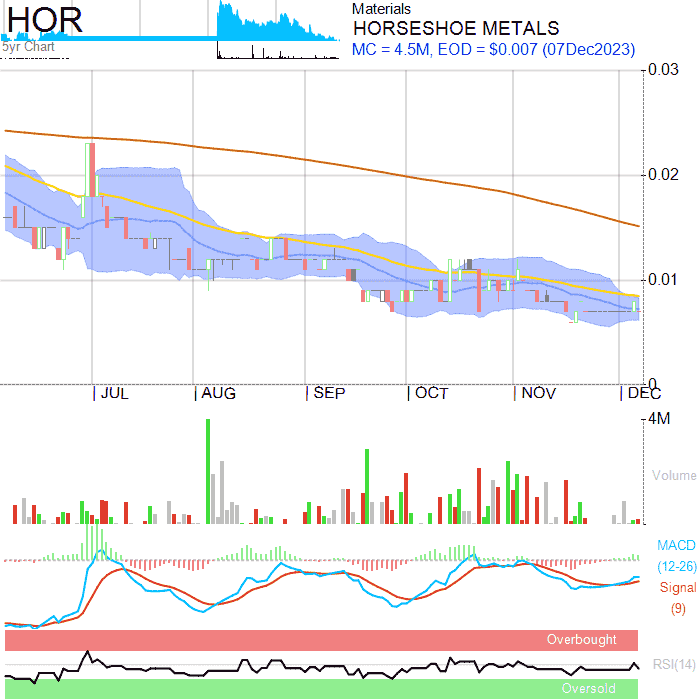 HOR
5yr Chart
Materials
HORSESHOE METALS
MC = 4.5M, EOD = $0.007 (07Dec2023)
0.03
0.02
0.01
0
JUL AUG SEP OCT NOV DEC
4M
Volume
MACD
(12-26)
Signal
(9)
Overbought
RSI(14)
Oversold